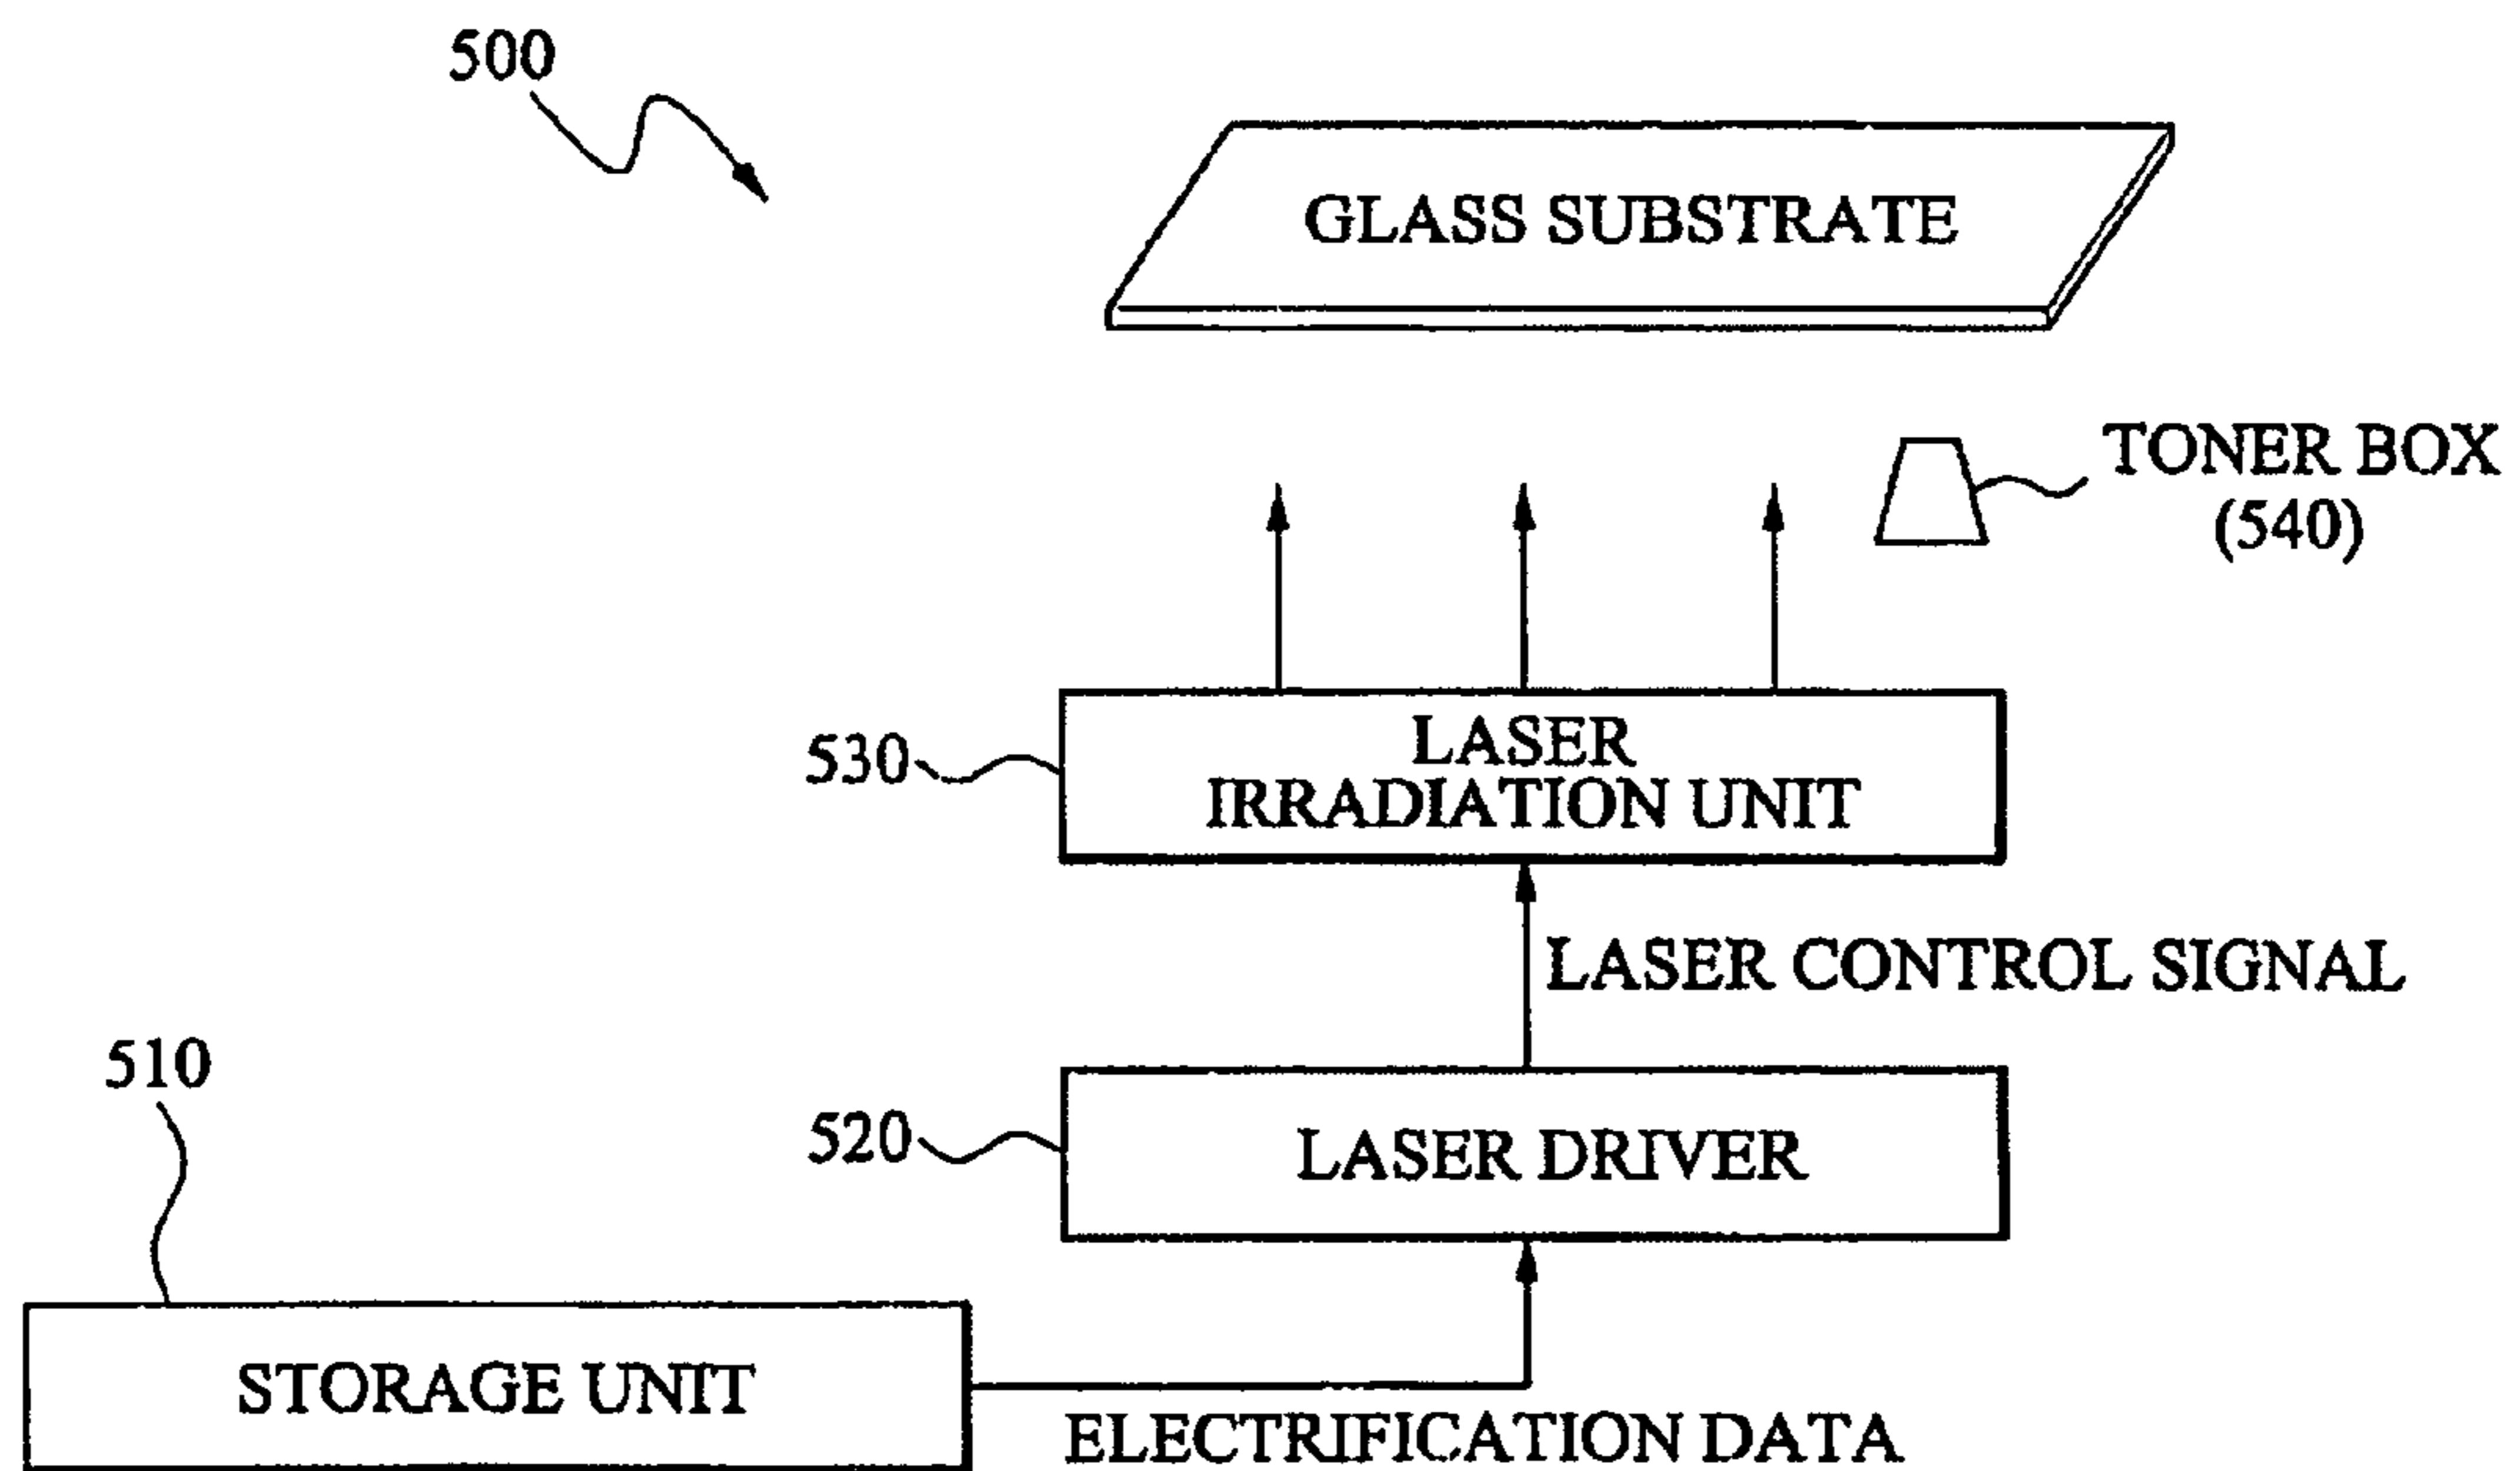 500
GLASS SUBSTRATE
TONER BOX
(540)
530
LASER
IRRADIATION UNIT
LASER CONTROL SIGNAL
510
520
LASER DRIVER
STORAGE UNIT
ELECTRIFICATION DATA